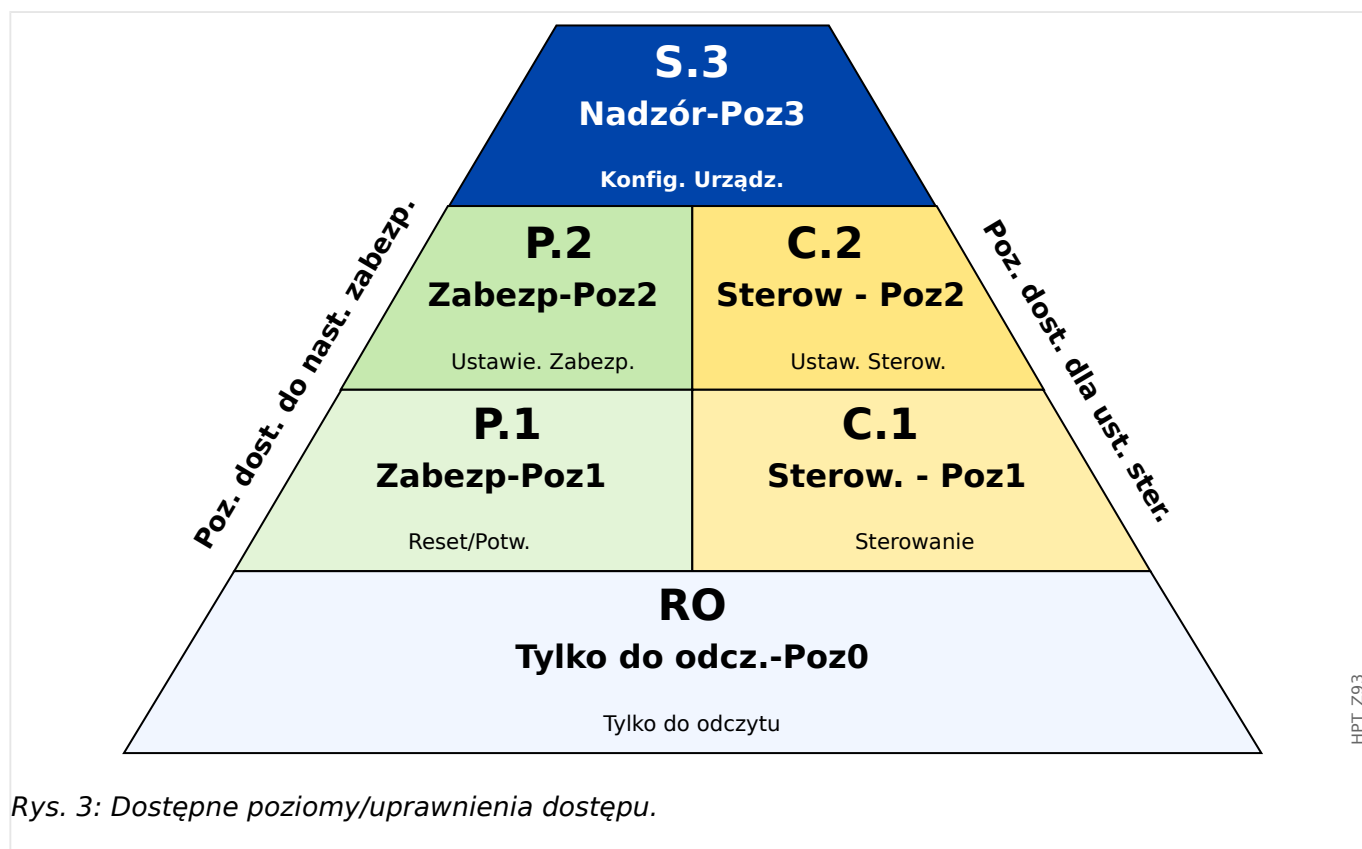 S.3
Nadzór-Poz3
Konfig. Urządz.
Poz. dost. do nast. zabezp.
P.2
Zabezp-Poz2
Ustawie. Zabezp.
C.2
Sterow - Poz2
Ustaw. Sterow.
Poz. dost. dla ust. ster.
P.1
Zabezp-Poz1
Reset/Potw.
C.1
Sterow. - Poz1
Sterowanie
RO
Tylko do odcz.-Poz0
Tylko do odczytu
HPT_Z93
Rys. 3: Dostępne poziomy/uprawnienia dostępu.